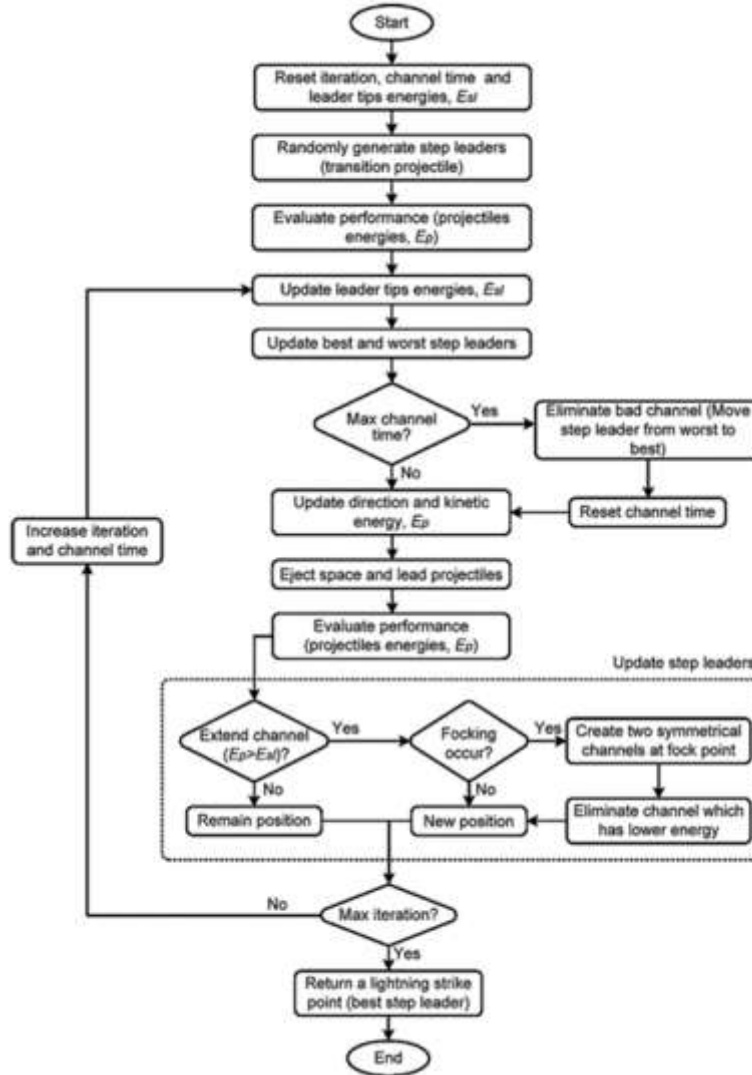 Start
Reset iteration, channel time and
leader tips energies, Esl
Randomly generate step leaders
(transition projectile)
Evaluate performance (projectiles
energies, Ep)
Update leader tips energies, Esl
Update best and worst step leaders
Max channel
time?
Yes
Eliminate bad channel (Move
step leader from worst to
best)
No
Reset channel time
Update direction and kinetic
energy, Ep
Increase iteration
and channel time
Eject space and lead projectiles
Evaluate performance
(projectiles energies, Ep)
Update step leaders
Extend channel
(Ep>Esl)?
Yes
Focking
occur?
Yes
Create two symmetrical
channels at fock point
No
No
Remain position
New position
Eliminate channel which
has lower energy
No
Max iteration?
Yes
Return a lightning strike
point (best step leader)
End